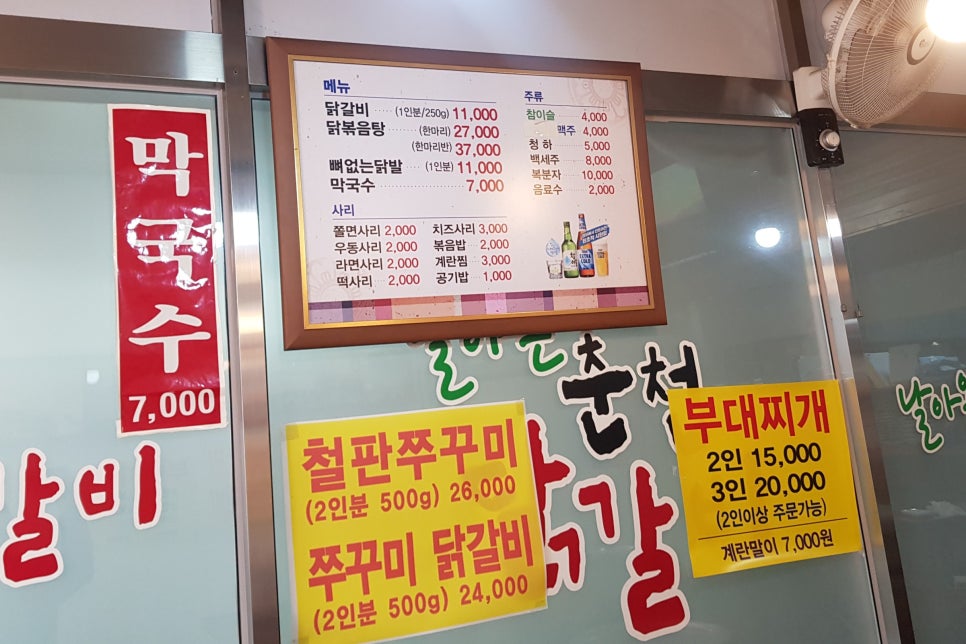 막국수
7,000
갈비
메뉴
닭갈비 (1인분/250g) 11,000
닭볶음탕 (한마리) 27,000
(한마리반) 37,000
뼈없는닭발 (1인분) 11,000
막국수 7,000
사리
쫄면사리 2,000
우동사리 2,000
라면사리 2,000
떡사리 2,000
치즈사리 3,000
볶음밥 2,000
계란찜 3,000
공기밥 1,000
주류
참이슬 4,000
맥주 4,000
청하 5,000
백세주 8,000
복분자 10,000
음료수 2,000
춘천
갈
철판쭈꾸미
(2인분 500g) 26,000
쭈꾸미 닭갈비
(2인분 500g) 24,000
부대찌개
2인 15,000
3인 20,000
(2인이상 주문가능)
계란말이 7,000원
날아